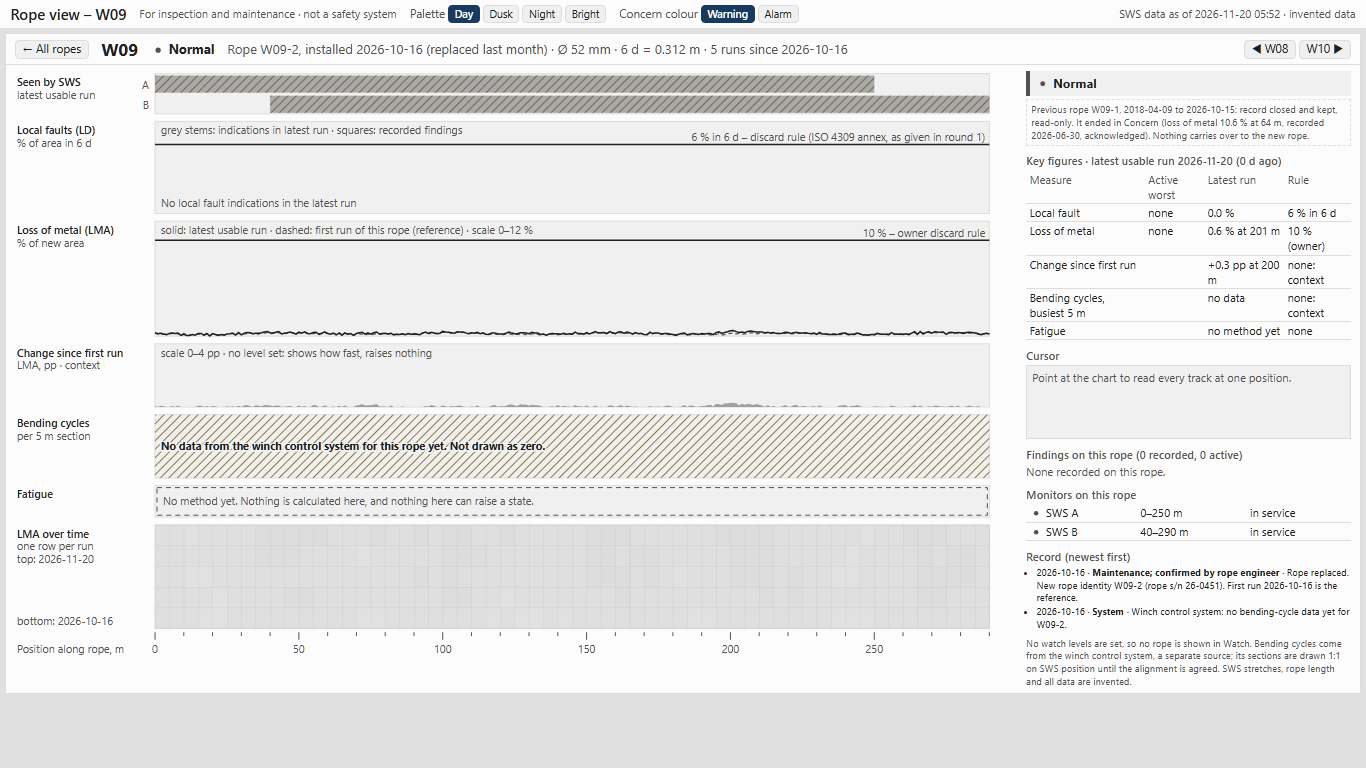 Rope view – W09
For inspection and maintenance · not a safety system
Palette Day Dusk Night Bright
Concern colour Warning Alarm
SWS data as of 2026-11-20 05:52 · invented data
← All ropes
W09
● Normal
Rope W09-2, installed 2026-10-16 (replaced last month) · Ø 52 mm · 6 d = 0.312 m · 5 runs since 2026-10-16
◀ W08
W10 ▶
Seen by SWS
latest usable run
A
B
Local faults (LD)
% of area in 6 d
grey stems: indications in latest run · squares: recorded findings
6 % in 6 d – discard rule (ISO 4309 annex, as given in round 1)
No local fault indications in the latest run
Loss of metal (LMA)
% of new area
solid: latest usable run · dashed: first run of this rope (reference) · scale 0–12 %
10 % – owner discard rule
Change since first run
LMA, pp · context
scale 0–4 pp · no level set: shows how fast, raises nothing
Bending cycles
per 5 m section
No data from the winch control system for this rope yet. Not drawn as zero.
Fatigue
No method yet. Nothing is calculated here, and nothing here can raise a state.
LMA over time
one row per run
top: 2026-11-20
bottom: 2026-10-16
Position along rope, m
0 50 100 150 200 250
● Normal
Previous rope W09-1, 2018-04-09 to 2026-10-15: record closed and kept,
read-only. It ended in Concern (loss of metal 10.6 % at 64 m, recorded
2026-06-30, acknowledged). Nothing carries over to the new rope.
Key figures · latest usable run 2026-11-20 (0 d ago)
Measure Active worst Latest run Rule
Local fault none 0.0 % 6 % in 6 d
Loss of metal none 0.6 % at 201 m 10 % (owner)
Change since first run +0.3 pp at 200 m none: context
Bending cycles, busiest 5 m no data none: context
Fatigue no method yet none
Cursor
Point at the chart to read every track at one position.
Findings on this rope (0 recorded, 0 active)
None recorded on this rope.
Monitors on this rope
● SWS A 0–250 m in service
● SWS B 40–290 m in service
Record (newest first)
• 2026-10-16 · Maintenance; confirmed by rope engineer · Rope replaced.
New rope identity W09-2 (rope s/n 26-0451). First run 2026-10-16 is the
reference.
• 2026-10-16 · System · Winch control system: no bending-cycle data yet for
W09-2.
No watch levels are set, so no rope is shown in Watch. Bending cycles come
from the winch control system, a separate source; its sections are drawn 1:1
on SWS position until the alignment is agreed. SWS stretches, rope length
and all data are invented.